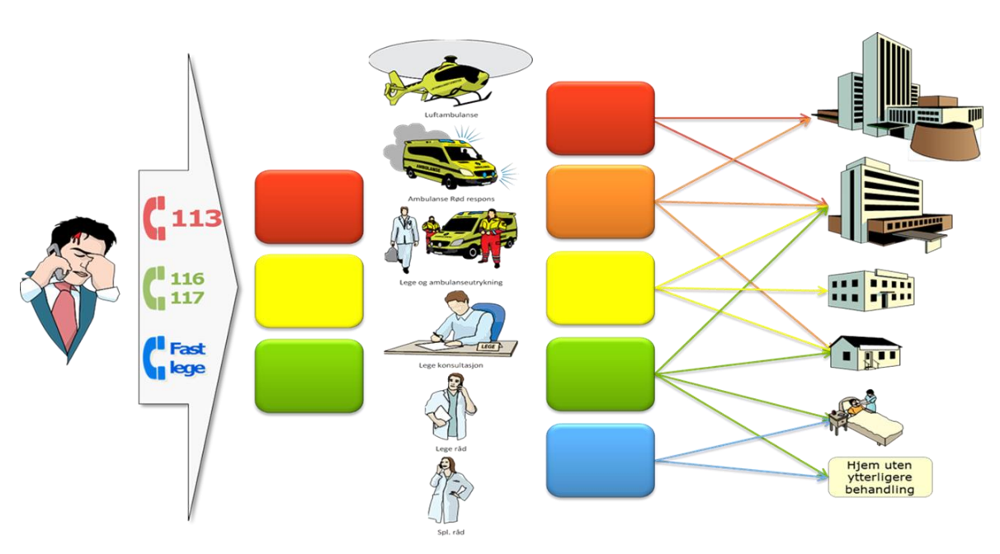 113
116
117
Fast
lege
Luftambulanse
AMBULANSE
Ambulanse Rød respons
Lege og ambulanseutrykning
LEGE
Lege konsultasjon
Lege råd
Spl. råd
Hjem uten
ytterligere
behandling